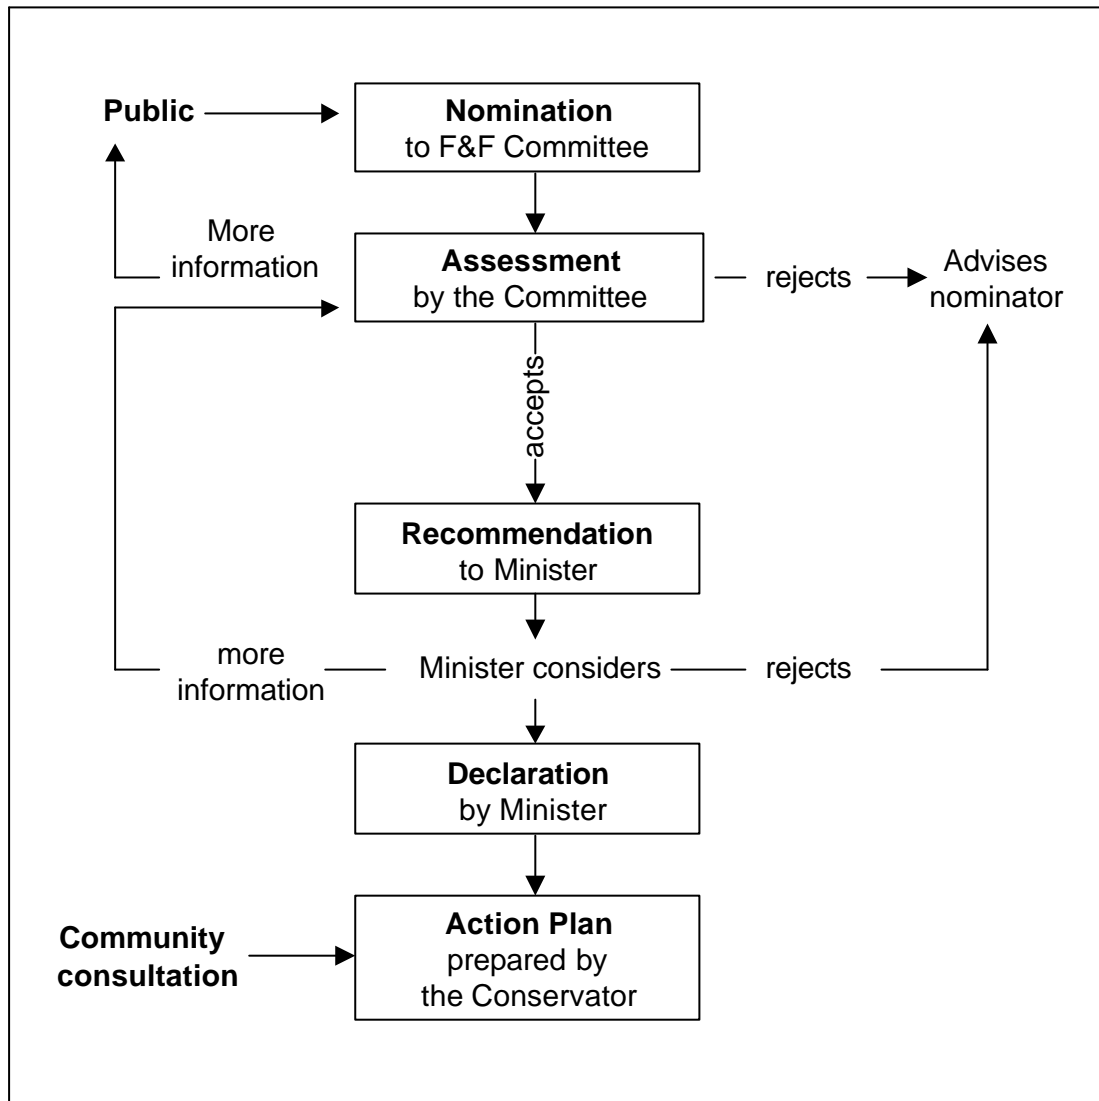 Public
Nomination
to F&F Committee
More
information
Assessment
by the Committee
rejects
Advises
nominator
accepts
Recommendation
to Minister
more
information
Minister considers
rejects
Declaration
by Minister
Community
consultation
Action Plan
prepared by
the Conservator